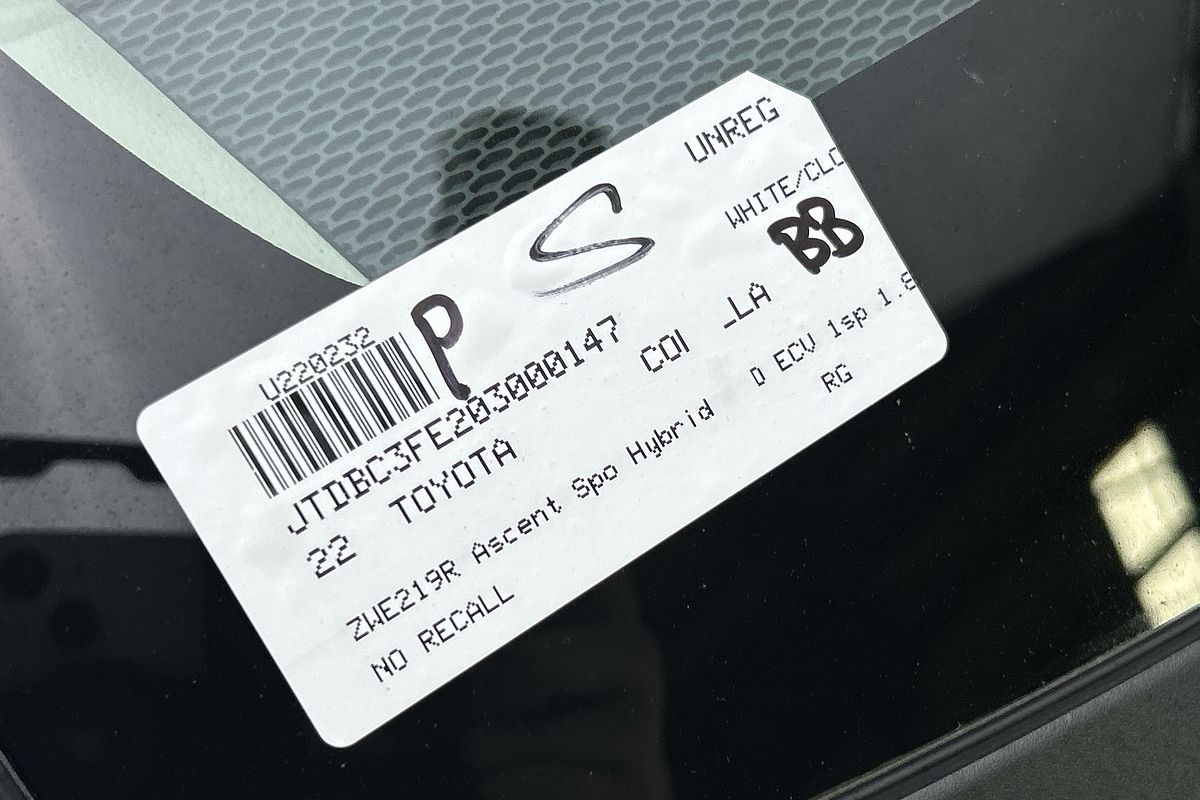 UNREG
S
WHITE/CLO
BB
U220232
P
JTDBC3FE203000147
22 TOYOTA COI _LA
ZWE219R Ascent Spo Hybrid D ECV 1sp 1.8
NO RECALL RG